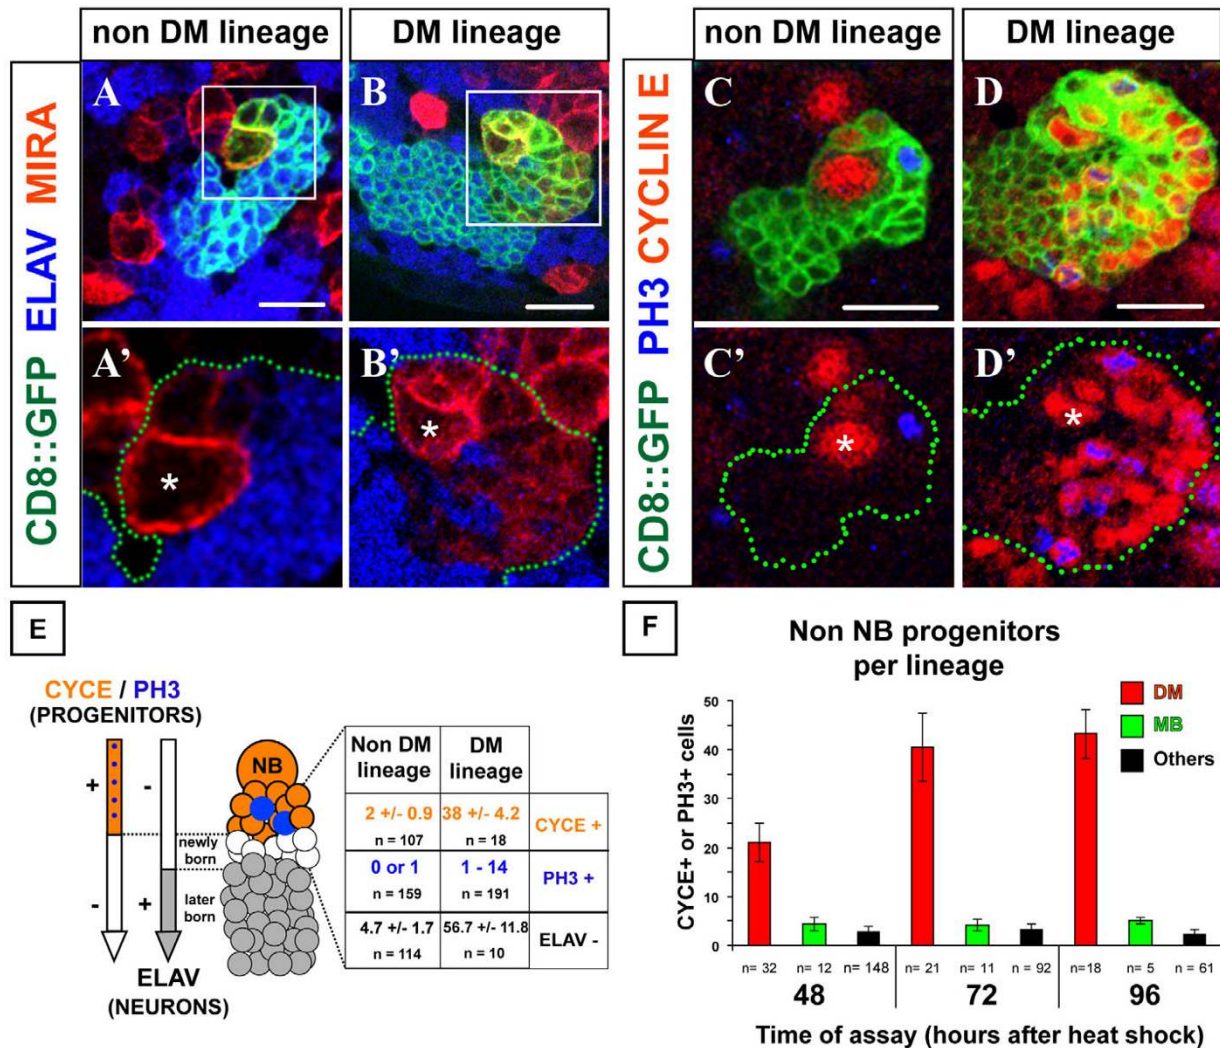 non DM lineage
DM lineage
non DM lineage
DM lineage
CD8::GFP ELAV MIRA
A
B
CD8::GFP PH3 CYCLIN E
C
D
A'
*
B'
*
C'
*
D'
*
E
CYCE / PH3
(PROGENITORS)
+
-
-
+
newly
born
later
born
ELAV
(NEURONS)
NB
Non DM
lineage
DM
lineage
2 +/- 0.9
n = 107
38 +/- 4.2
n = 18
CYCE +
0 or 1
n = 159
1 - 14
n = 191
PH3 +
4.7 +/- 1.7
n = 114
56.7 +/- 11.8
n = 10
ELAV -
F
Non NB progenitors
per lineage
DM
MB
Others
CYCE+ or PH3+ cells
50
40
30
20
10
0
n= 32 n= 12 n= 148 n= 21 n= 11 n = 92 n=18 n= 5 n = 61
48 72 96
Time of assay (hours after heat shock)